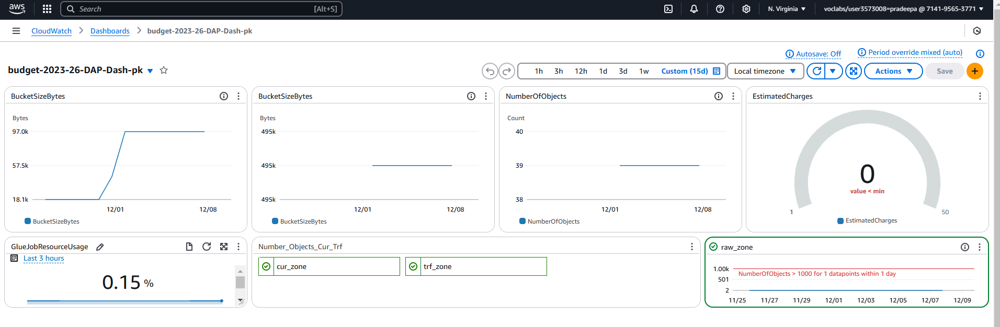 aws
Search [Alt+S]
N. Virginia voclabs/user3573008=pradeepa @ 7141-9565-3771
CloudWatch Dashboards budget-2023-26-DAP-Dash-pk
Autosave: Off Period override mixed (auto)
budget-2023-26-DAP-Dash-pk
1h 3h 12h 1d 3d 1w Custom (15d) Local timezone Actions Save +
BucketSizeBytes
Bytes
97.0k
57.5k
18.1k
12/01 12/08
BucketSizeBytes
BucketSizeBytes
Bytes
495k
495k
495k
12/01 12/08
BucketSizeBytes
NumberOfObjects
Count
40
39
38
12/01 12/08
NumberOfObjects
EstimatedCharges
0
value < min
1 50
EstimatedCharges
GlueJobResourceUsage
Last 3 hours
0.15 %
Number_Objects_Cur_Trf
cur_zone trf_zone
raw_zone
1.00k
NumberOfObjects > 1000 for 1 datapoints within 1 day
501
2
11/25 11/27 11/29 12/01 12/03 12/05 12/07 12/09